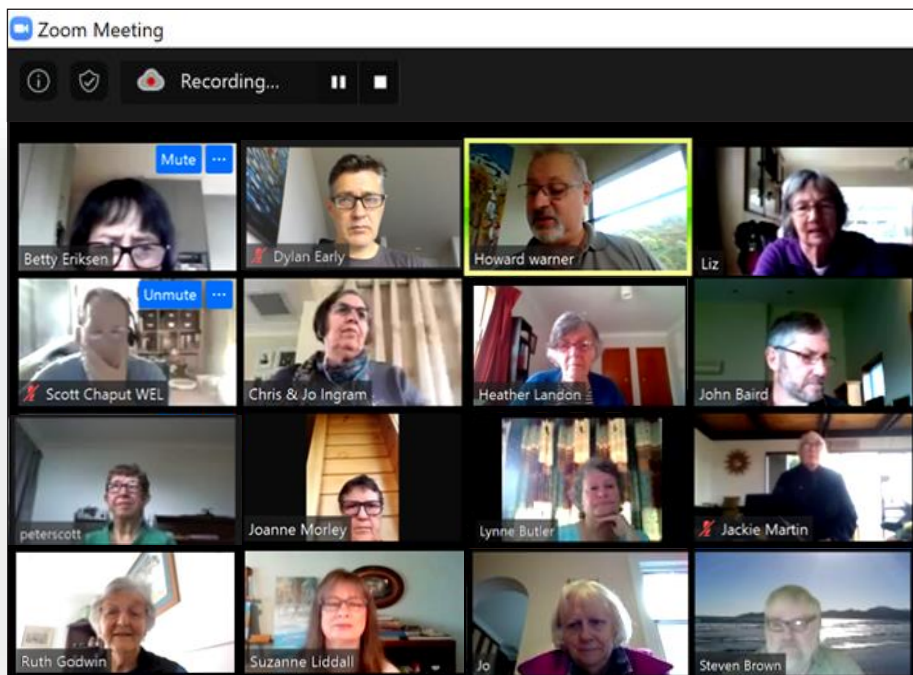 Zoom Meeting
Recording...
Mute ...
Betty Eriksen
Dylan Early
Howard warner
Liz
Unmute ...
Scott Chaput WEL
Chris & Jo Ingram
Heather Landon
John Baird
peterscott
Joanne Morley
Lynne Butler
Jackie Martin
Ruth Godwin
Suzanne Liddall
Jo
Steven Brown